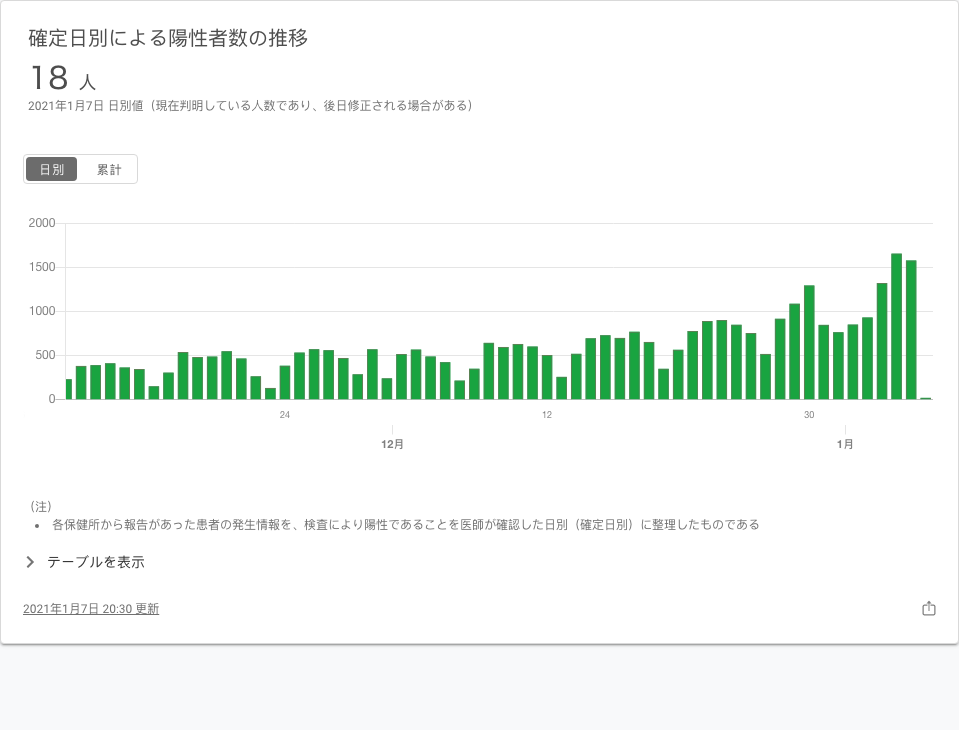 確定日別による陽性者数の推移
18 人
2021年1月7日 日別値（現在判明している人数であり、後日修正される場合がある）
日別 累計
2000
1500
1000
500
0
24 12 30
12月 1月
（注）
• 各保健所から報告があった患者の発生情報を、検査により陽性であることを医師が確認した日別（確定日別）に整理したものである
テーブルを表示
2021年1月7日 20:30 更新